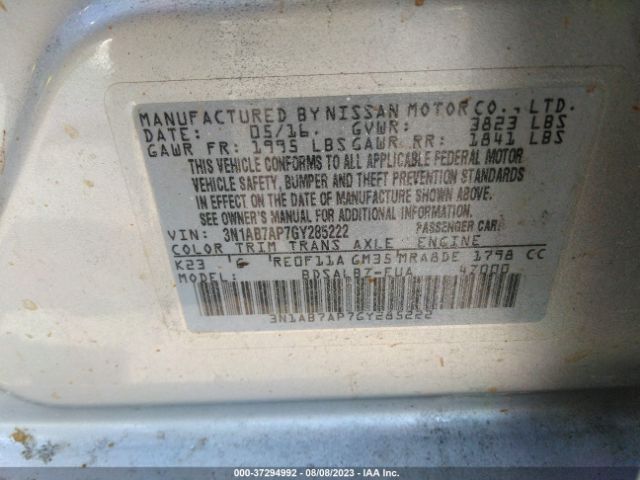 MANUFACTURED BY NISSAN MOTOR CO., LTD.
DATE: 05/16. GVWR: 3823 LBS
GAWR FR: 1995 LBS GAWR RR: 1841 LBS
THIS VEHICLE CONFORMS TO ALL APPLICABLE FEDERAL MOTOR
VEHICLE SAFETY, BUMPER AND THEFT PREVENTION STANDARDS
IN EFFECT ON THE DATE OF MANUFACTURE SHOWN ABOVE.
SEE OWNER'S MANUAL FOR ADDITIONAL INFORMATION.
VIN: 3N1AB7AP7GY285222 PASSENGER CAR
COLOR TRIM TRANS AXLE ENGINE
K23 G RE0F11A GM35 MRA8DE 1798 CC
MODEL: BDSALBZ-EUA 47000
3N1AB7AP7GY285222
000-37294992 - 08/08/2023 - IAA Inc.